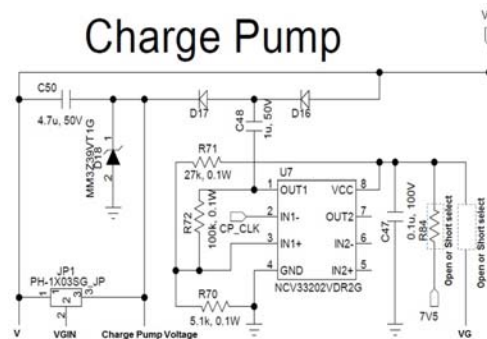 Charge Pump
V
C50
4.7u, 50V
D17
D16
C48
1u, 50V
MM3Z39VT1G
D18
1
2
R71
27k, 0.1W
R72
100k, 0.1W
U7
1 OUT1 VCC 8
2 IN1- OUT2 7
3 IN1+ IN2- 6
4 GND IN2+ 5
NCV33202VDR2G
CP_CLK
C47
0.1u, 100V
R84
Open or Short select
Open or Short select
R70
5.1k, 0.1W
7V5
JP1
PH-1X03SG_JP
1 2 3
V
VGIN
Charge Pump Voltage
VG